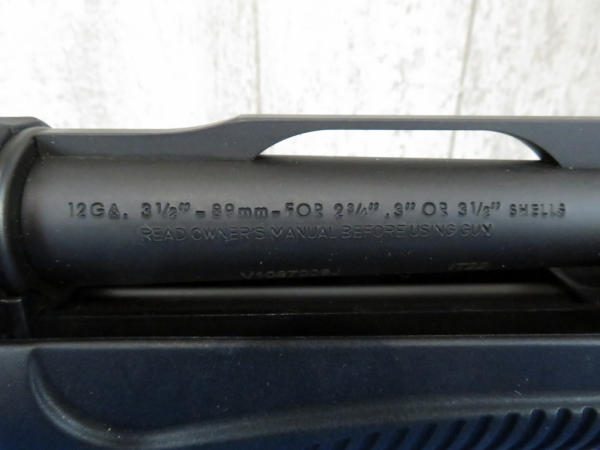 12GA. 3½" - 89mm - FOR 2¾", 3" OR 3½" SHELLS
READ OWNER'S MANUAL BEFORE USING GUN